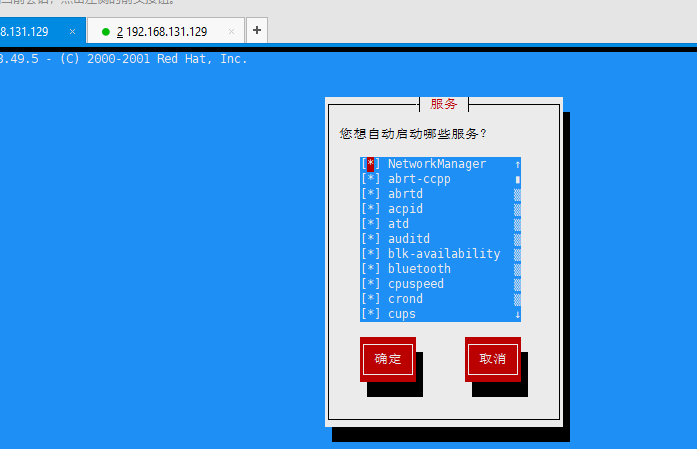 8.131.129 × 2 192.168.131.129 × +
.49.5 - (C) 2000-2001 Red Hat, Inc.
服务
您想自动启动哪些服务?
[*] NetworkManager ↑
[*] abrt-ccpp
[*] abrtd
[*] acpid
[*] atd
[*] auditd
[*] blk-availability
[*] bluetooth
[*] cpuspeed
[*] crond
[*] cups ↓
确定 取消